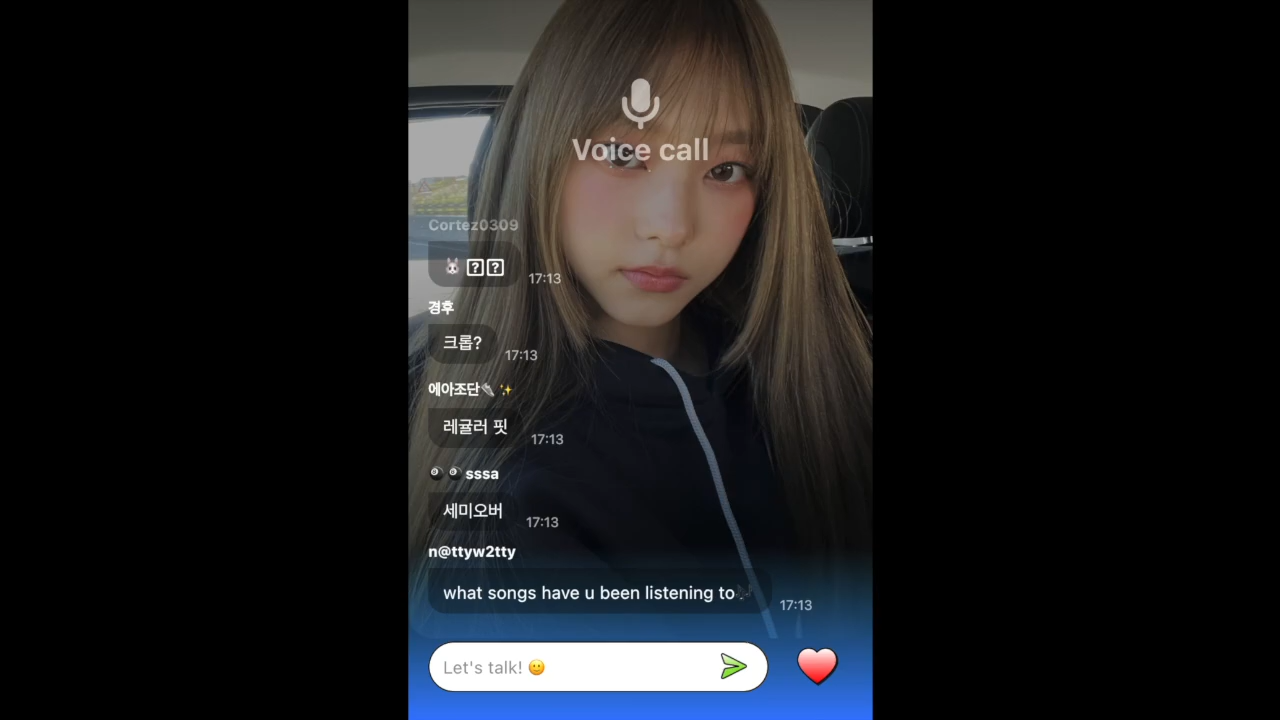 Voice call
Cortez0309
🐰 ⍰⍰
17:13
경후
크롭?
17:13
에아조단🔪✨
레귤러 핏
17:13
🎱🎱sssa
세미오버
17:13
n@ttyw2tty
what songs have u been listening to🎶
17:13
Let's talk! 🙂